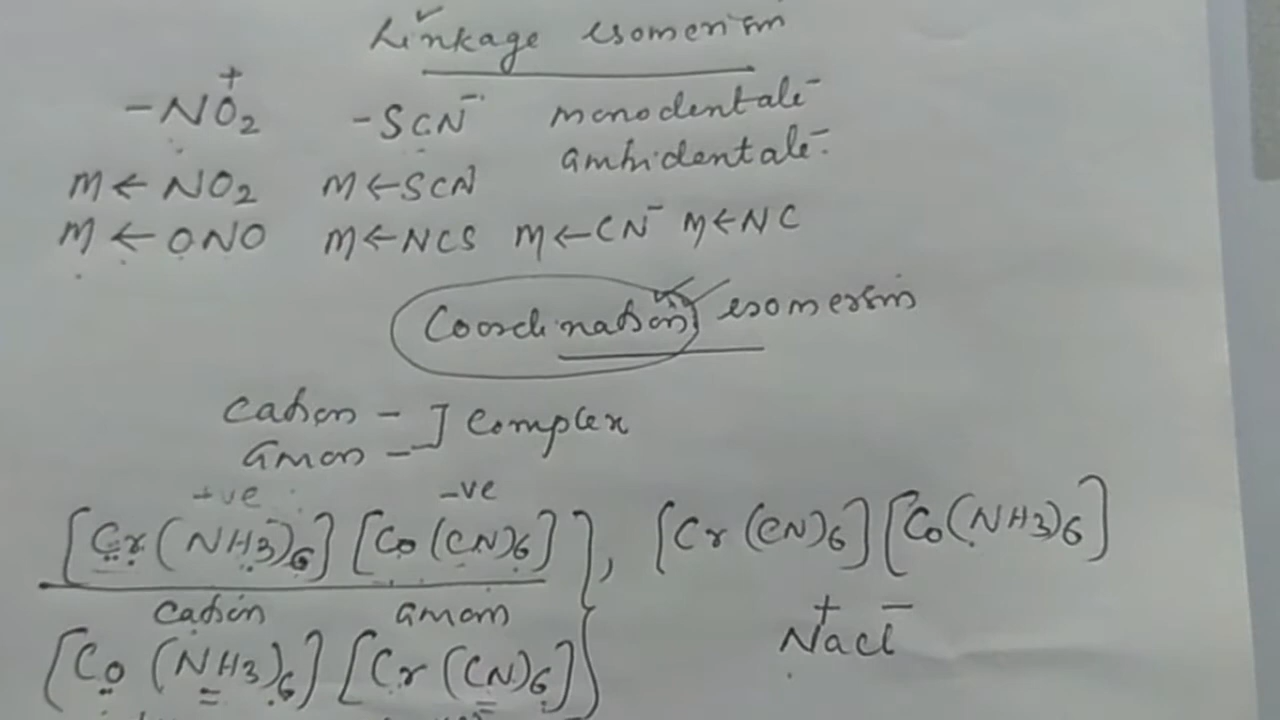 Linkage isomerism
-NO2+ -SCN- monodentate
ambidentate
M←NO2 M←SCN
M←ONO M←NCS M←CN- M←NC
Coordination isomerism
Cation - ] Complex
anion -
+ve -ve
[Cr(NH3)6][Co(CN)6]}, [Cr(CN)6][Co(NH3)6]
Cation anion
Na+Cl-
[Co(NH3)6][Cr(CN)6]